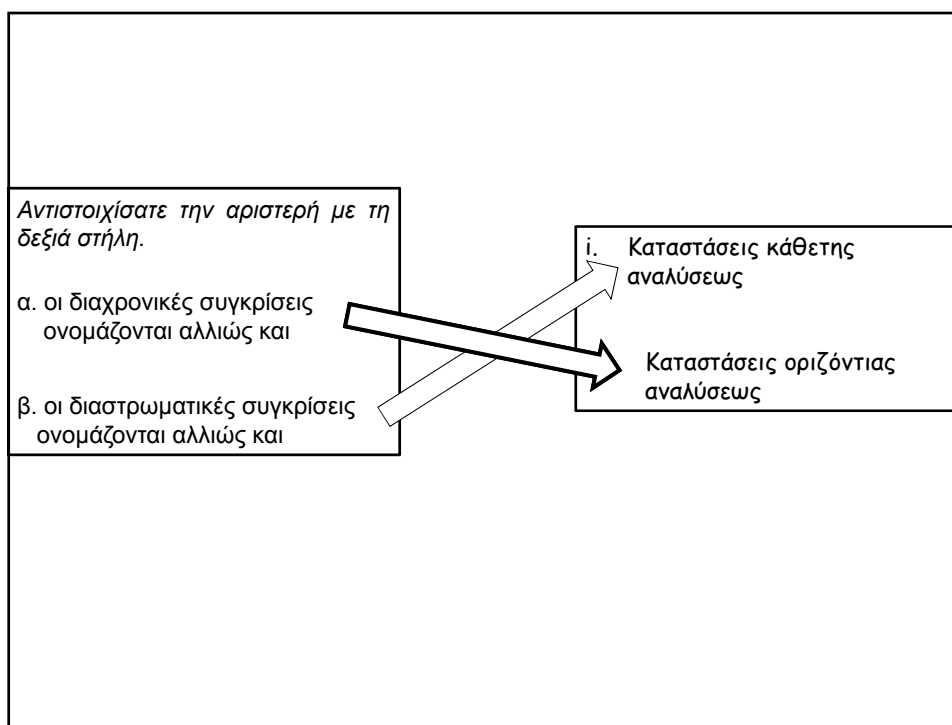 Αντιστοιχίσατε την αριστερή με τη
δεξιά στήλη.
α. οι διαχρονικές συγκρίσεις
ονομάζονται αλλιώς και
β. οι διαστρωματικές συγκρίσεις
ονομάζονται αλλιώς και
i. Καταστάσεις κάθετης
αναλύσεως
Καταστάσεις οριζόντιας
αναλύσεως